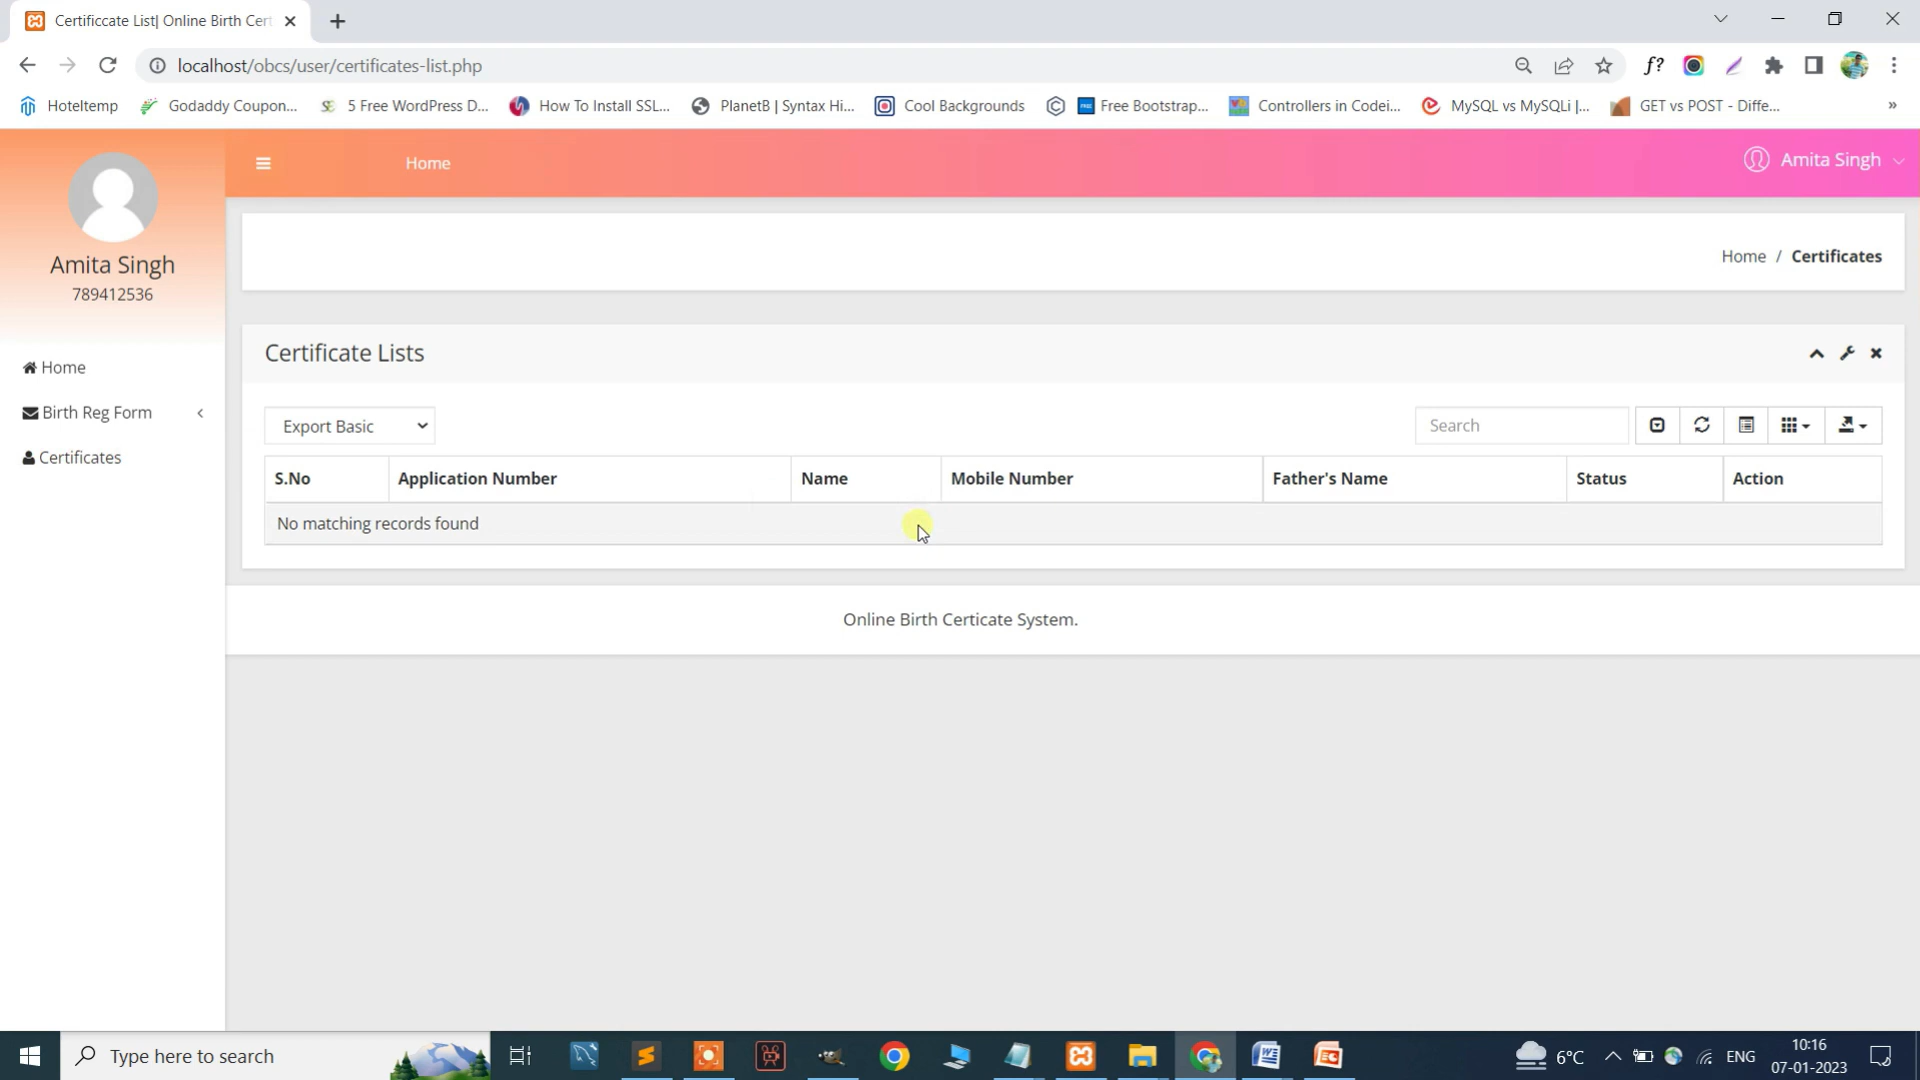 Certificcate List| Online Birth Cert
localhost/obcs/user/certificates-list.php
f?
Hoteltemp
Godaddy Coupon...
5 Free WordPress D...
How To Install SSL...
PlanetB | Syntax Hi...
Cool Backgrounds
Free Bootstrap...
Controllers in Codei...
MySQL vs MySQLi |...
GET vs POST - Diffe...
»
Home
Amita Singh
Amita Singh
789412536
Home / Certificates
Home
Birth Reg Form
Certificates
Certificate Lists
Export Basic
Search
S.No Application Number Name Mobile Number Father's Name Status Action
No matching records found
Online Birth Certicate System.
Type here to search
6°C
ENG
10:16
07-01-2023